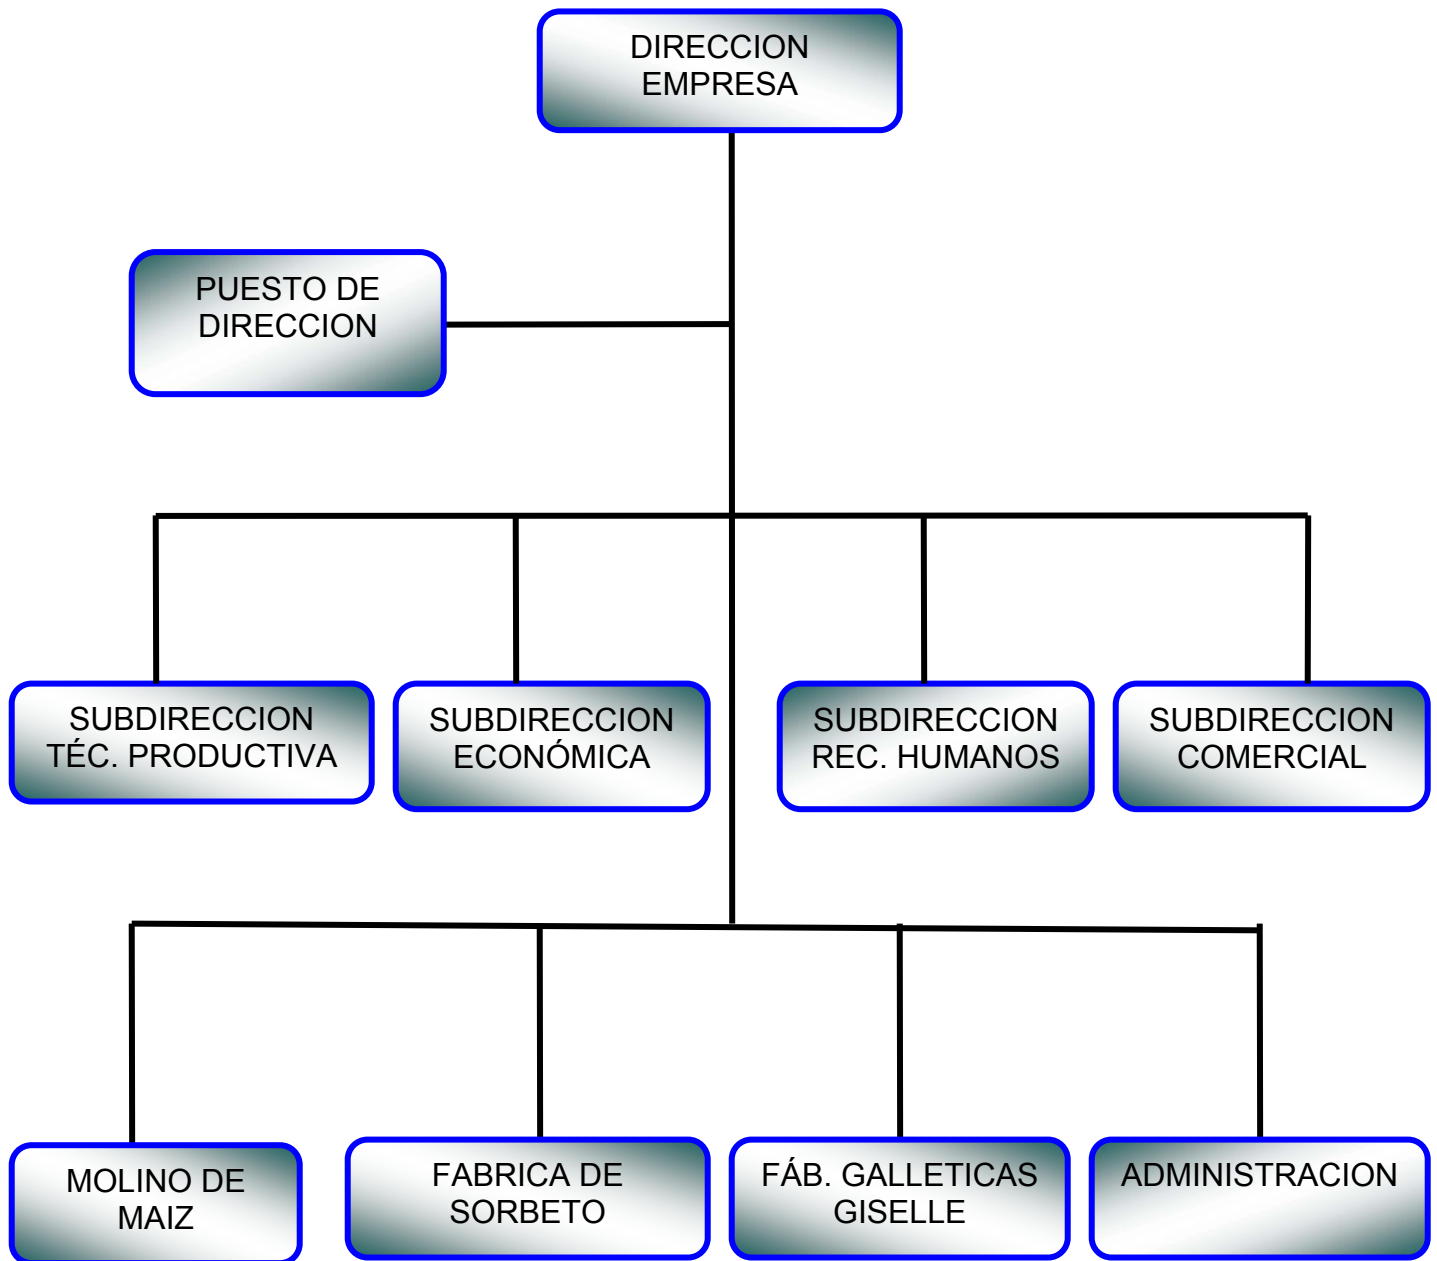 DIRECCION
EMPRESA
PUESTO DE
DIRECCION
SUBDIRECCION
TÉC. PRODUCTIVA
SUBDIRECCION
ECONÓMICA
SUBDIRECCION
REC. HUMANOS
SUBDIRECCION
COMERCIAL
MOLINO DE
MAIZ
FABRICA DE
SORBETO
FÁB. GALLETICAS
GISELLE
ADMINISTRACION